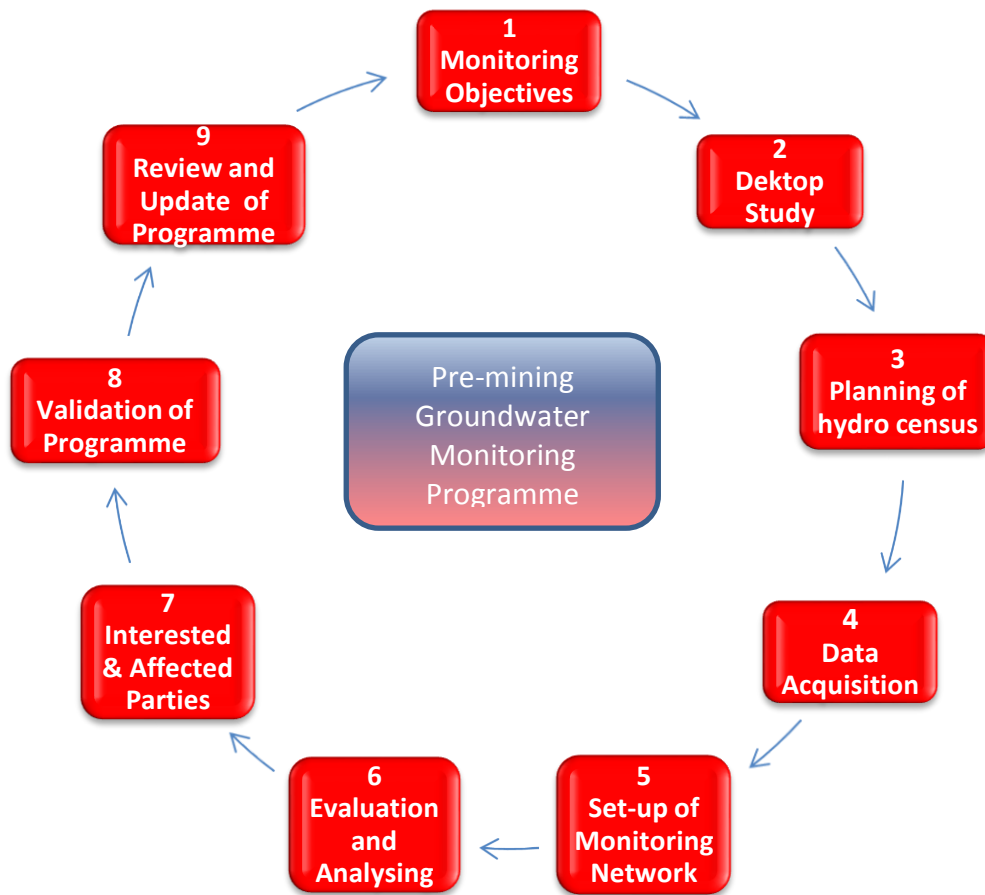 1
Monitoring
Objectives
2
Dektop
Study
3
Planning of
hydro census
4
Data
Acquisition
5
Set-up of
Monitoring
Network
6
Evaluation
and
Analysing
7
Interested
& Affected
Parties
8
Validation of
Programme
9
Review and
Update of
Programme
Pre-mining
Groundwater
Monitoring
Programme